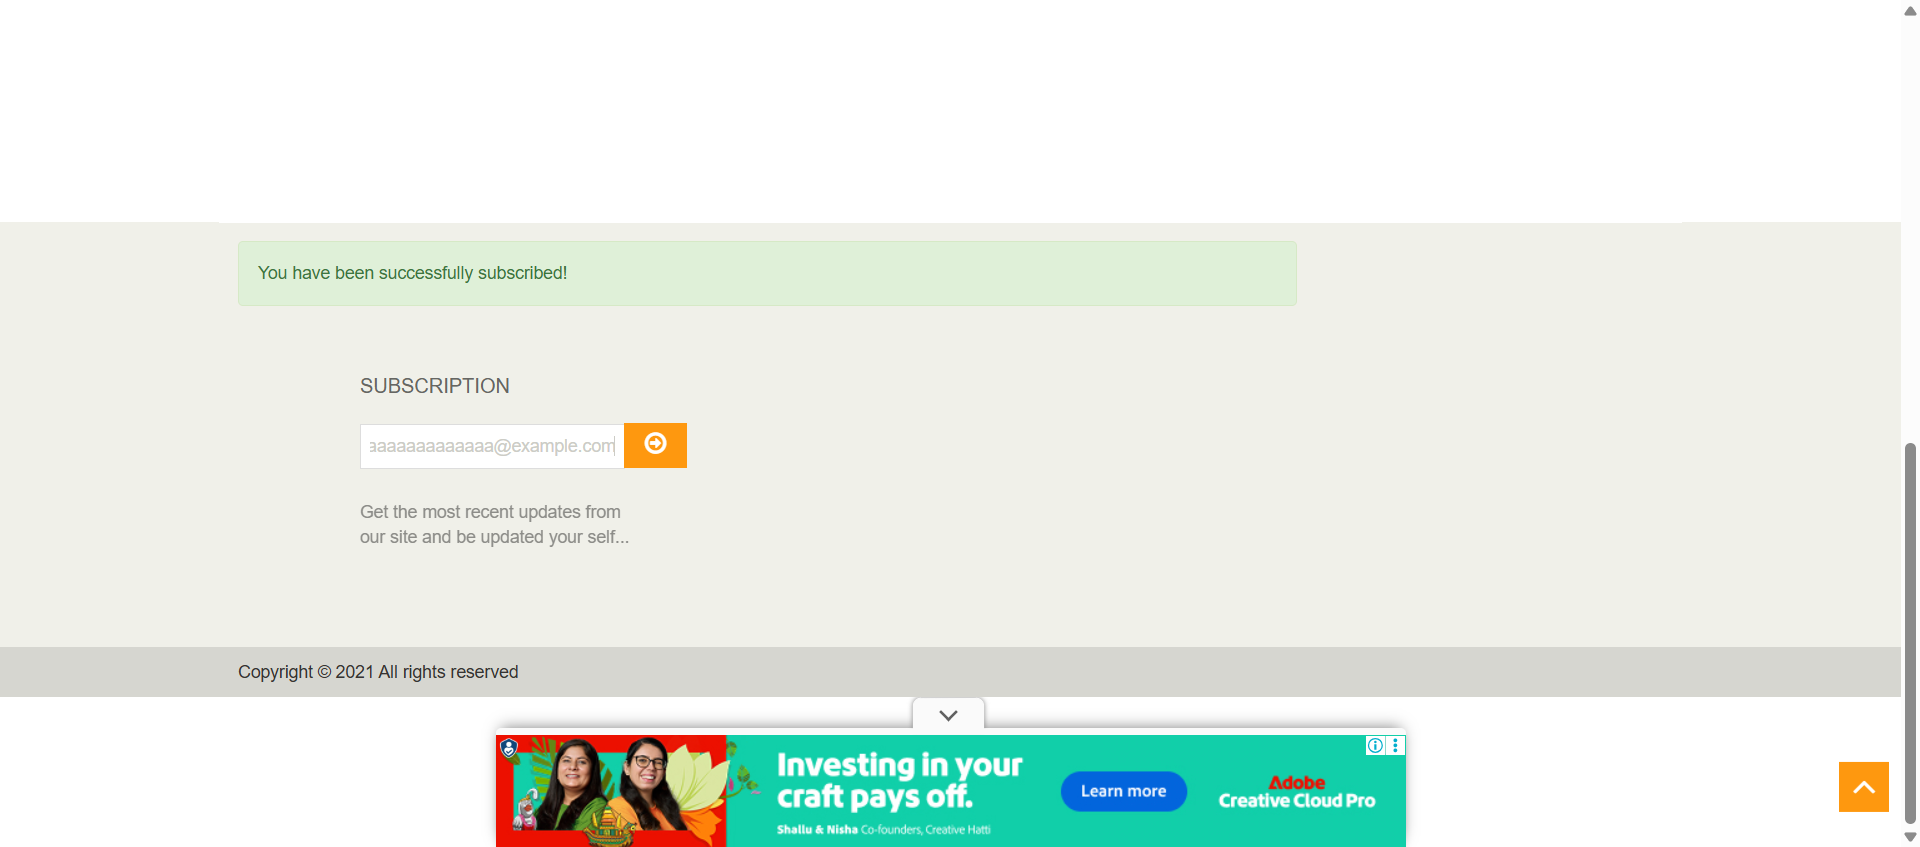 You have been successfully subscribed!
SUBSCRIPTION
aaaaaaaaaaaaa@example.com
Get the most recent updates from
our site and be updated your self...
Copyright © 2021 All rights reserved
Investing in your
craft pays off.
Shallu & Nisha Co-founders, Creative Hatti
Learn more
Adobe
Creative Cloud Pro